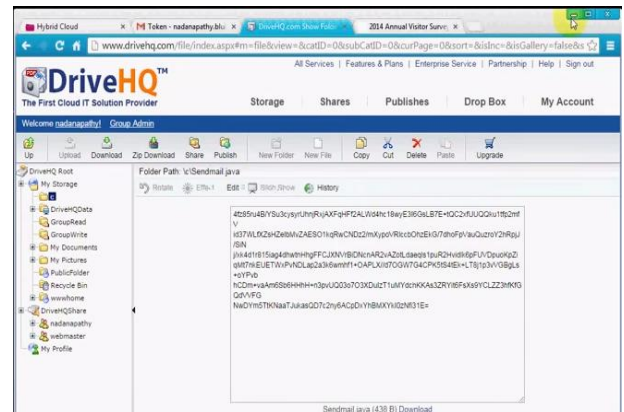 Hybrid Cloud
Token - nadanapathy.blu
DriveHQ.com Show Folder
2014 Annual Visitor Survey
www.drivehq.com/file/index.aspx#m=file&view=&catID=0&subCatID=0&curPage=0&sort=&isInc=&isGallery=false&s
All Services | Features & Plans | Enterprise Service | Partnership | Help | Sign out
DriveHQ™
The First Cloud IT Solution Provider
Storage Shares Publishes Drop Box My Account
Welcome nadanapathy! Group Admin
Up Upload Download Zip Download Share Publish New Folder New File Copy Cut Delete Paste Upgrade
DriveHQ Root
Folder Path: \c\Sendmail.java
My Storage
Rotate Effect Edit Slide Show History
c
DriveHQData
GroupRead
GroupWrite
My Documents
My Pictures
PublicFolder
Recycle Bin
wwwhome
DriveHQShare
nadanapathy
webmaster
My Profile
Sendmail.java (438 B) Download